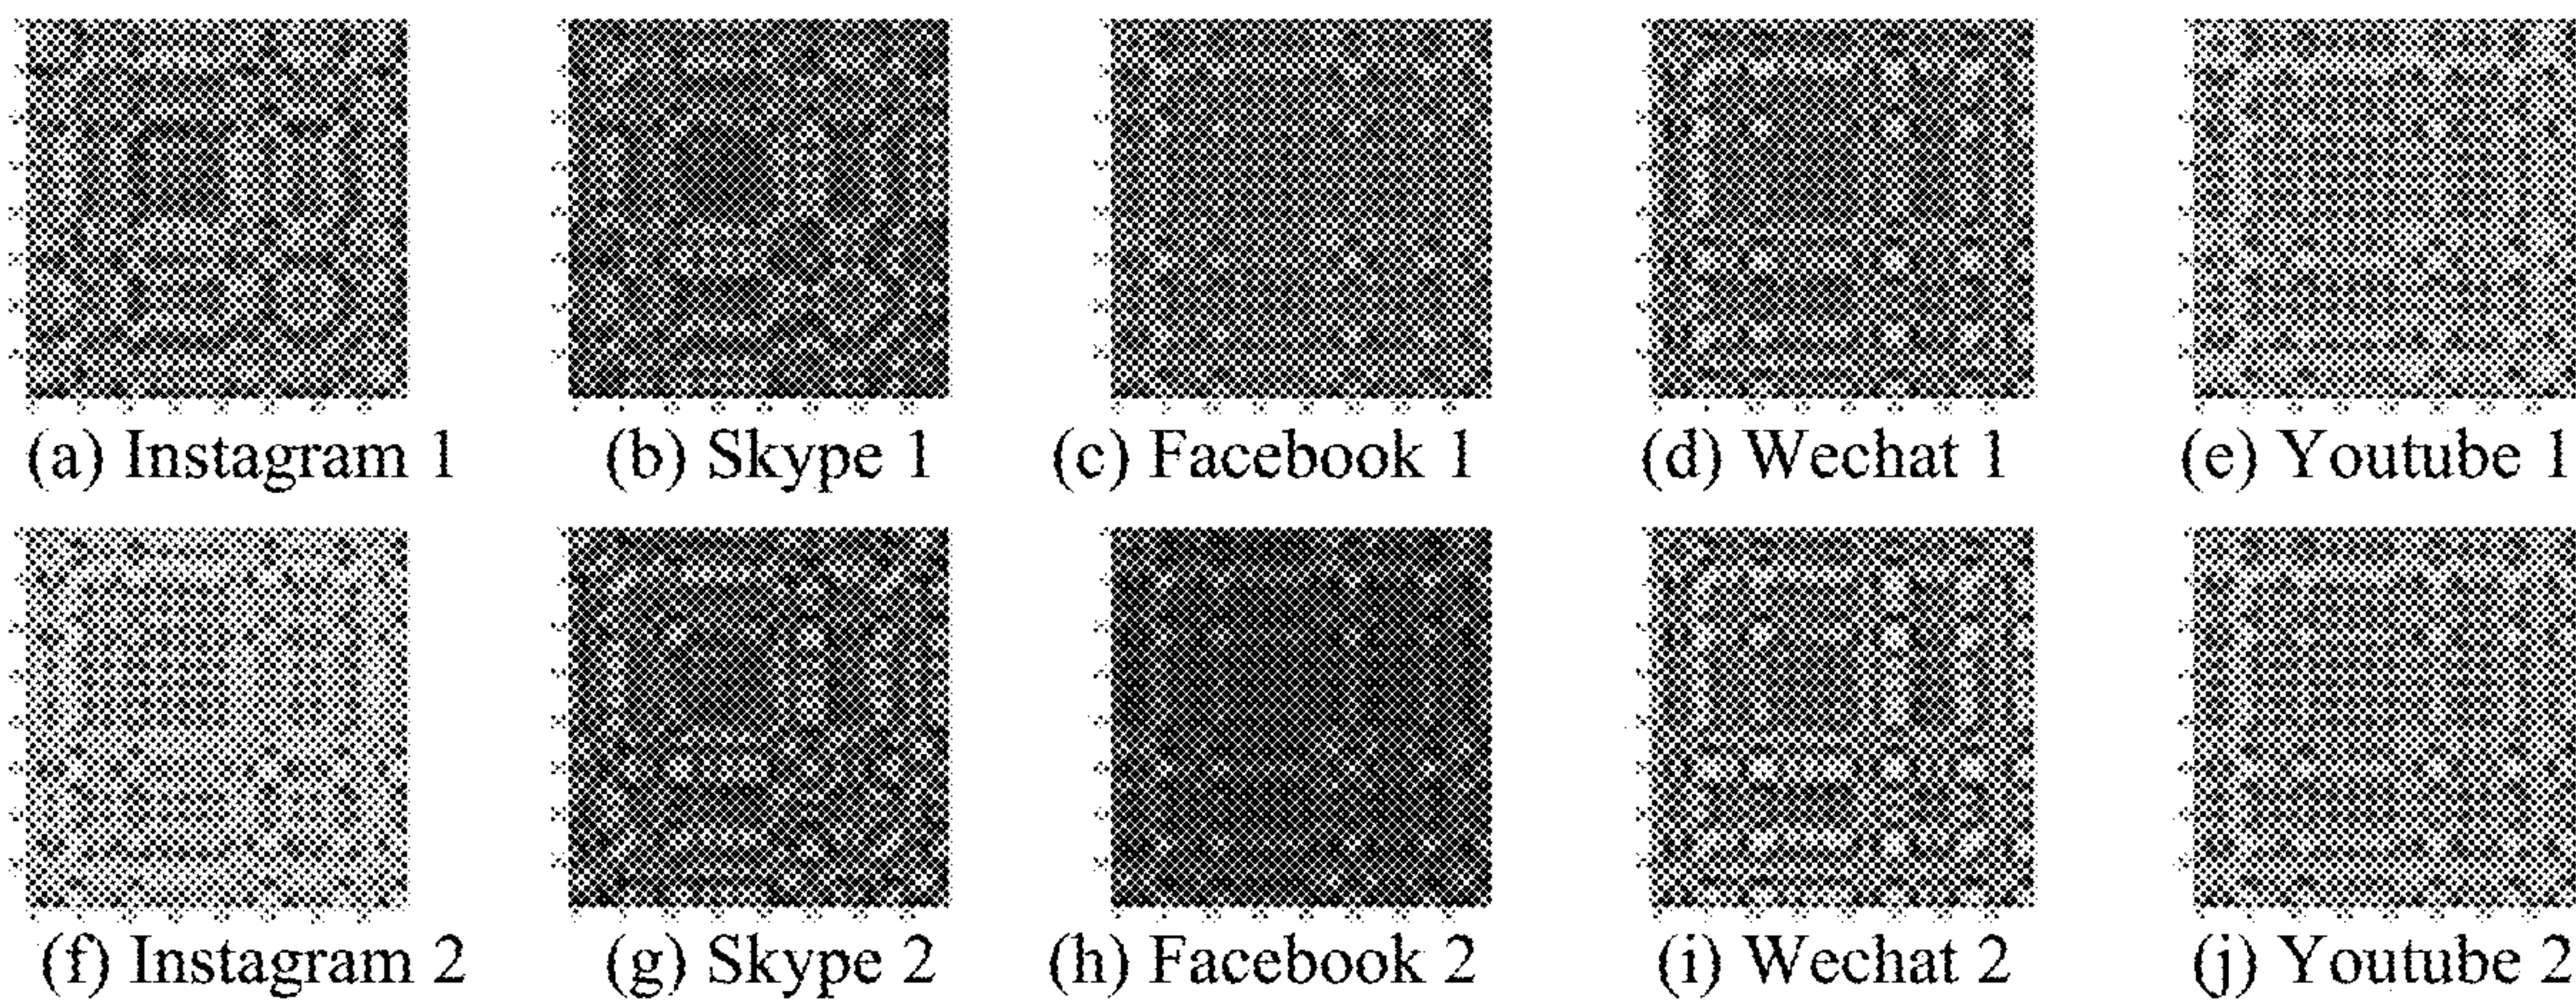 (a) Instagram 1 (b) Skype 1 (c) Facebook 1 (d) Wechat 1 (e) Youtube 1
(f) Instagram 2 (g) Skype 2 (h) Facebook 2 (i) Wechat 2 (j) Youtube 2